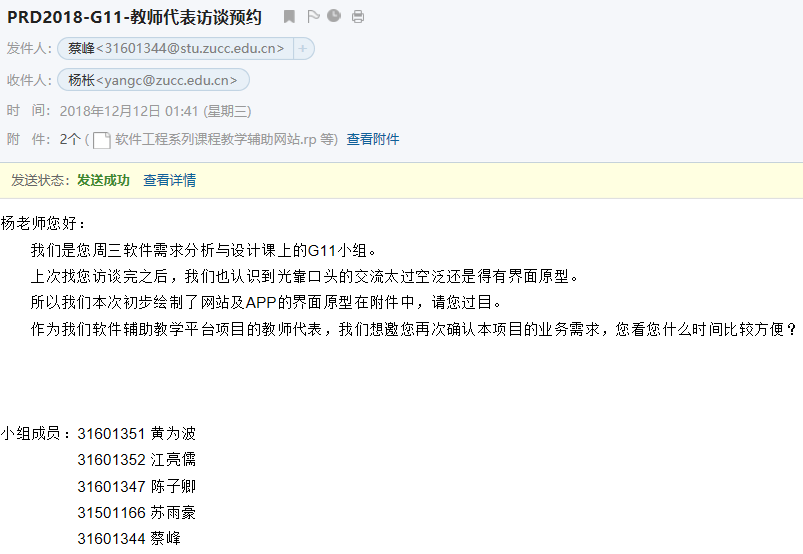 PRD2018-G11-教师代表访谈预约
发件人：蔡峰<31601344@stu.zucc.edu.cn> +
收件人：杨枨<yangc@zucc.edu.cn>
时 间：2018年12月12日 01:41 (星期三)
附 件：2个 ( 软件工程系列课程教学辅助网站.rp 等) 查看附件
发送状态：发送成功 查看详情
杨老师您好：
我们是您周三软件需求分析与设计课上的G11小组。
上次找您访谈完之后，我们也认识到光靠口头的交流太过空泛还是得有界面原型。
所以我们本次初步绘制了网站及APP的界面原型在附件中，请您过目。
作为我们软件辅助教学平台项目的教师代表，我们想邀您再次确认本项目的业务需求，您看您什么时间比较方便？
小组成员：31601351 黄为波
31601352 江亮儒
31601347 陈子卿
31501166 苏雨豪
31601344 蔡峰